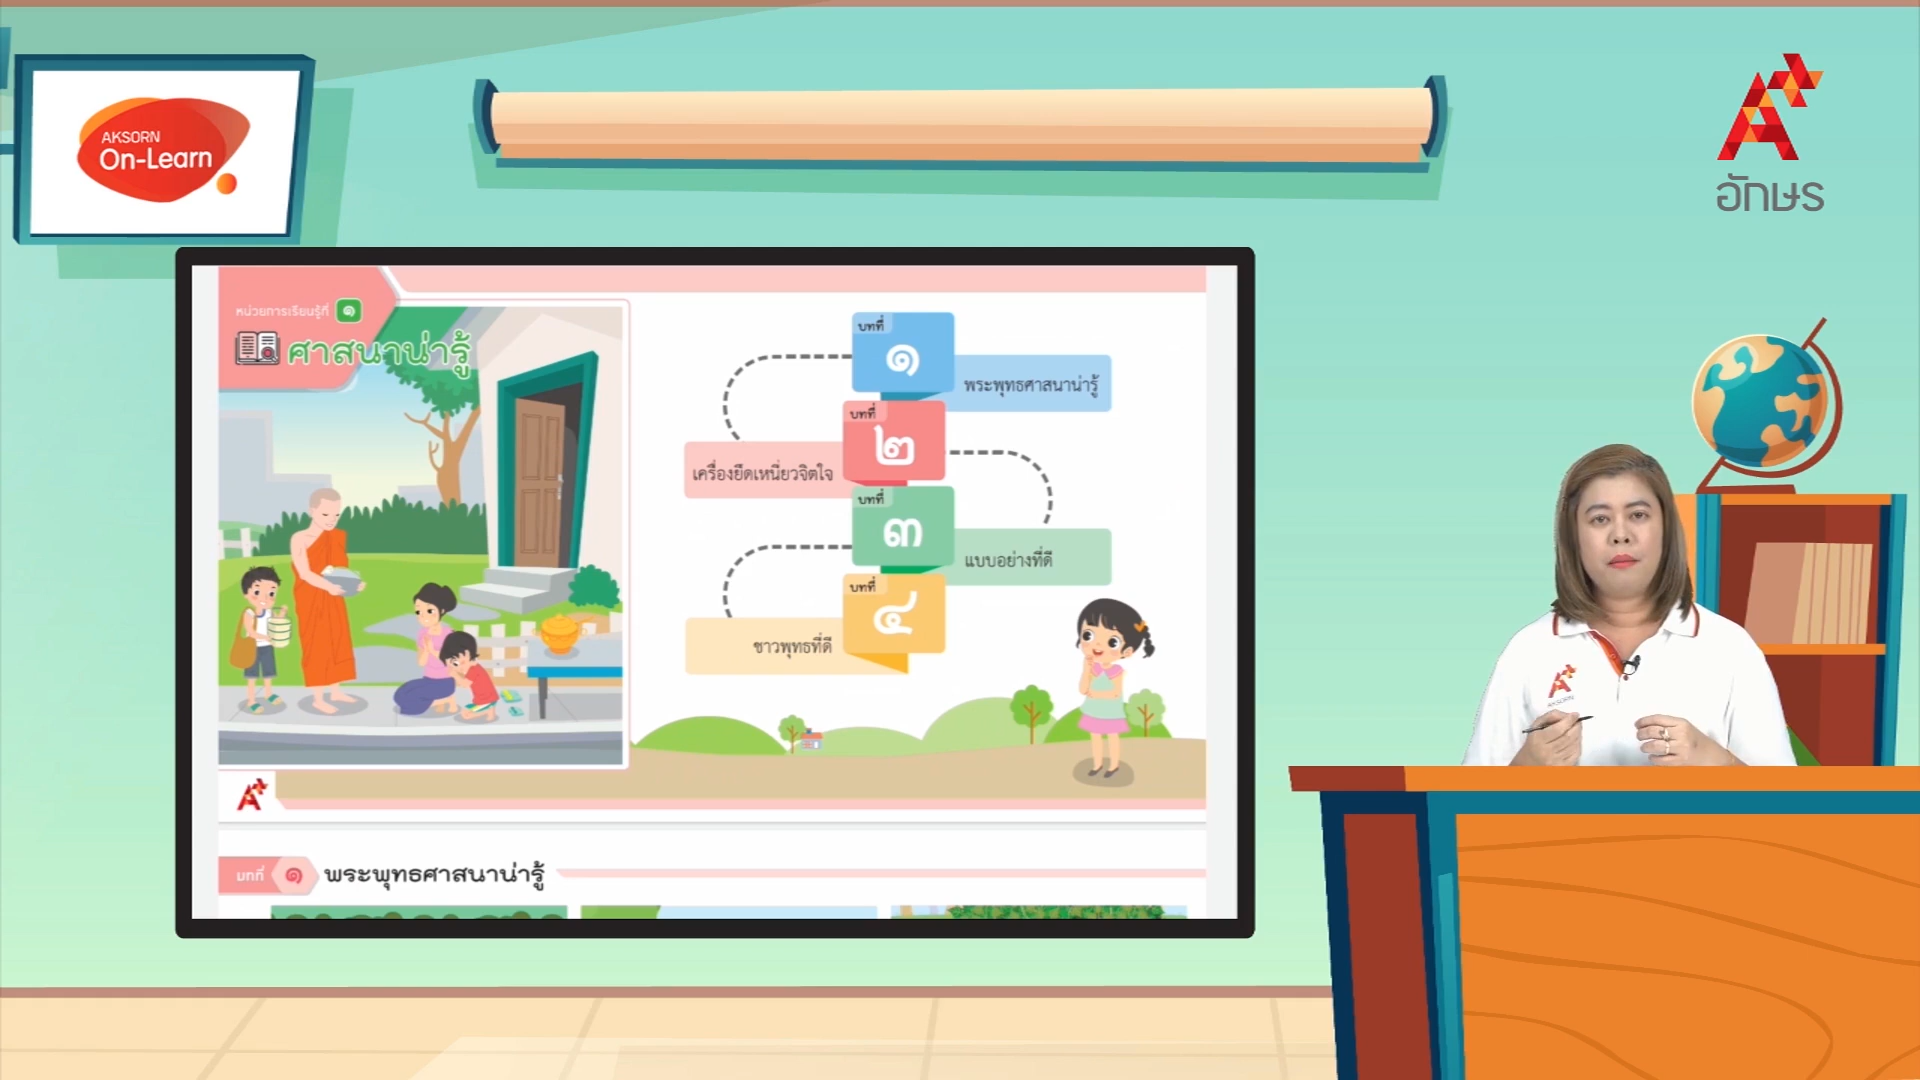 AKSORN
On-Learn
อักษร
หน่วยการเรียนรู้ที่ ๑
ศาสนาน่ารู้
บทที่
๑
พระพุทธศาสนาน่ารู้
บทที่
๒
เครื่องยึดเหนี่ยวจิตใจ
บทที่
๓
แบบอย่างที่ดี
บทที่
๔
ชาวพุทธที่ดี
บทที่ ๑ พระพุทธศาสนาน่ารู้
AKSORN